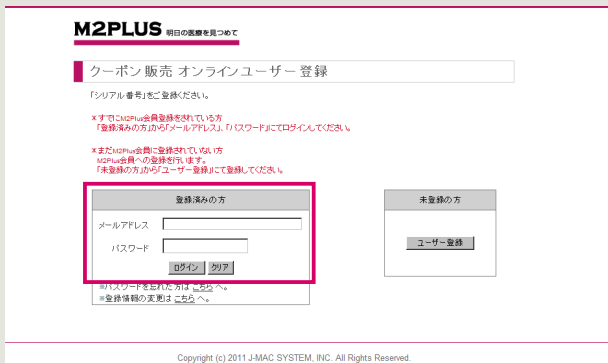 M2PLUS 明日の医療を見つめて
クーポン 販売 オンラインユーザー 登録
「シリアル番号」をご登録ください。
※すでにM2Plus会員登録をされている方
「登録済みの方」から「メールアドレス」、「パスワード」にてログインしてください。
※まだM2Plus会員に登録されていない方
M2Plus会員への登録を行います。
「未登録の方」から「ユーザー登録」にて登録してください。
登録済みの方
メールアドレス
パスワード
ログイン クリア
※パスワードを忘れた方は こちら へ。
※登録情報の変更は こちら へ。
未登録の方
ユーザー登録
Copyright (c) 2011 J-MAC SYSTEM, INC. All Rights Reserved.